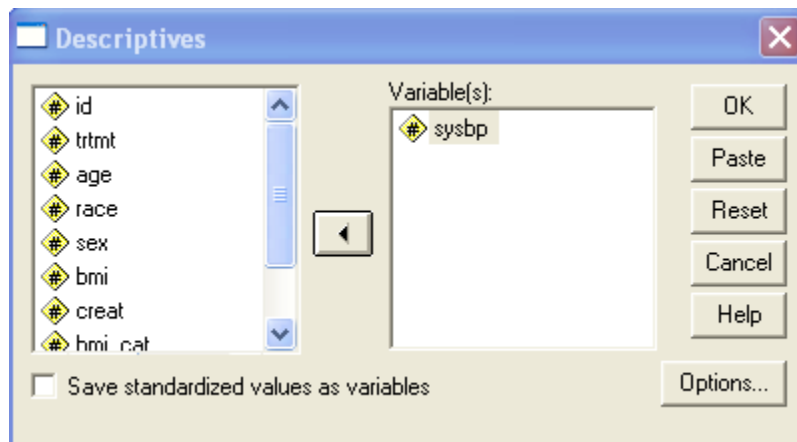 Descriptives
id
trtmt
age
race
sex
bmi
creat
bmi_cat
Variable(s):
sysbp
OK
Paste
Reset
Cancel
Help
Save standardized values as variables
Options...